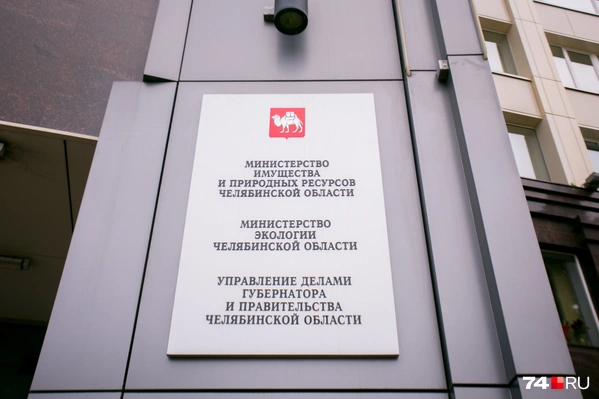 МИНИСТЕРСТВО
ИМУЩЕСТВА
И ПРИРОДНЫХ РЕСУРСОВ
ЧЕЛЯБИНСКОЙ ОБЛАСТИ
МИНИСТЕРСТВО
ЭКОЛОГИИ
ЧЕЛЯБИНСКОЙ ОБЛАСТИ
УПРАВЛЕНИЕ ДЕЛАМИ
ГУБЕРНАТОРА
И ПРАВИТЕЛЬСТВА
ЧЕЛЯБИНСКОЙ ОБЛАСТИ
74 RU